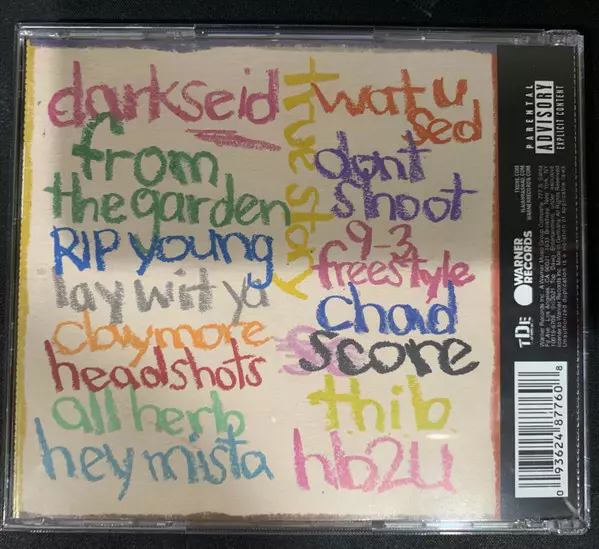 darkseid
from
the garden
RIP young
lay wit ya
claymore
headshots
all herb
hey mista
true story
wat u
sed
dont
shoot
9-3
freestyle
chad
score
thib
hb2u
PARENTAL
ADVISORY
EXPLICIT CONTENT
WARNER
RECORDS
TDE
0 93624 87760 8